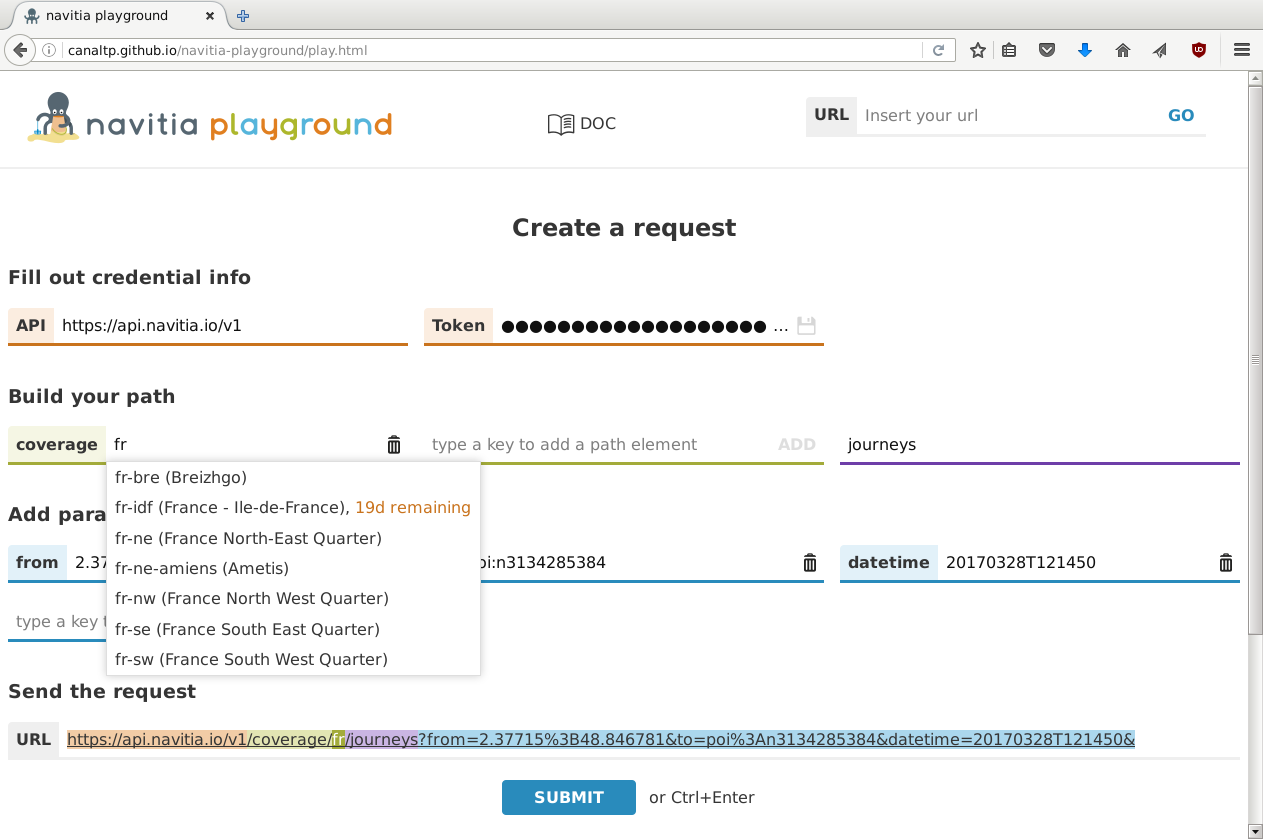 navitia playground
canaltp.github.io/navitia-playground/play.html
navitia playground
DOC
URL Insert your url GO
Create a request
Fill out credential info
API https://api.navitia.io/v1 Token ●●●●●●●●●●●●●●●●●●● ...
Build your path
coverage fr type a key to add a path element ADD journeys
fr-bre (Breizhgo)
fr-idf (France - Ile-de-France), 19d remaining
fr-ne (France North-East Quarter)
fr-ne-amiens (Ametis)
fr-nw (France North West Quarter)
fr-se (France South East Quarter)
fr-sw (France South West Quarter)
Add para
from 2.37 oi:n3134285384 datetime 20170328T121450
type a key t
Send the request
URL https://api.navitia.io/v1/coverage/fr/journeys?from=2.37715%3B48.846781&to=poi%3An3134285384&datetime=20170328T121450&
SUBMIT or Ctrl+Enter